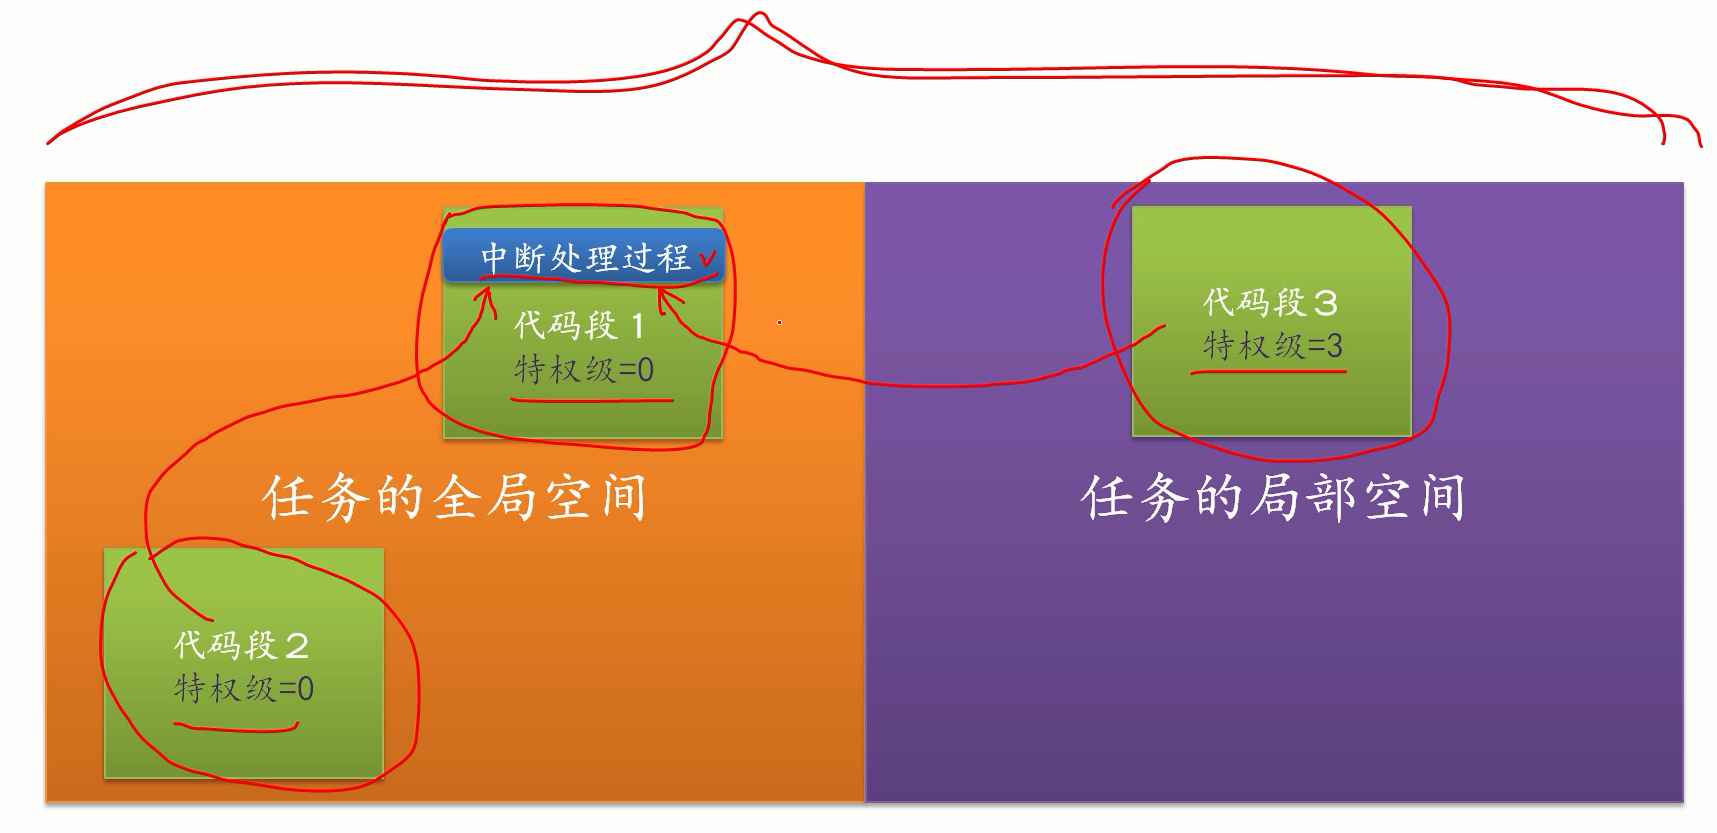 中断处理过程
代码段1
特权级=0
代码段3
特权级=3
任务的全局空间
任务的局部空间
代码段2
特权级=0